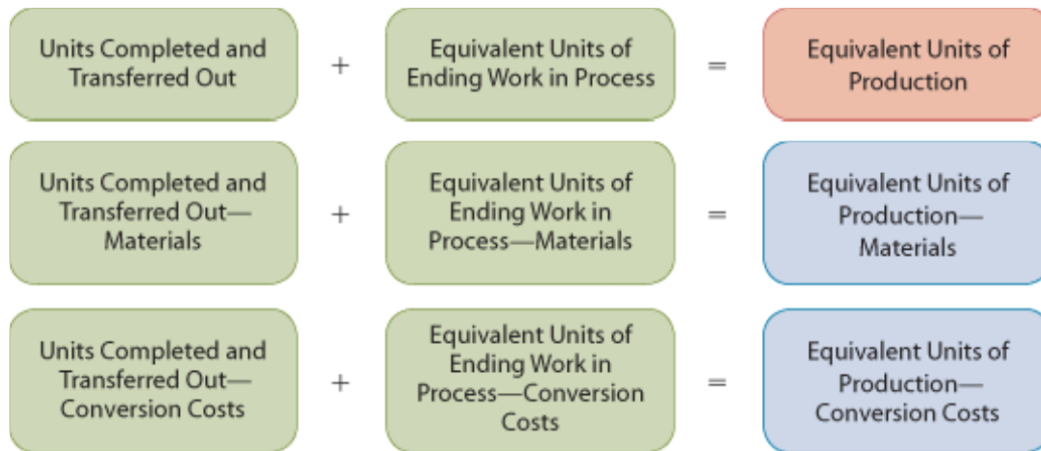 Units Completed and
Transferred Out
+
Equivalent Units of
Ending Work in Process
=
Equivalent Units of
Production
Units Completed and
Transferred Out—
Materials
+
Equivalent Units of
Ending Work in
Process—Materials
=
Equivalent Units of
Production—
Materials
Units Completed and
Transferred Out—
Conversion Costs
+
Equivalent Units of
Ending Work in
Process—Conversion
Costs
=
Equivalent Units of
Production—
Conversion Costs